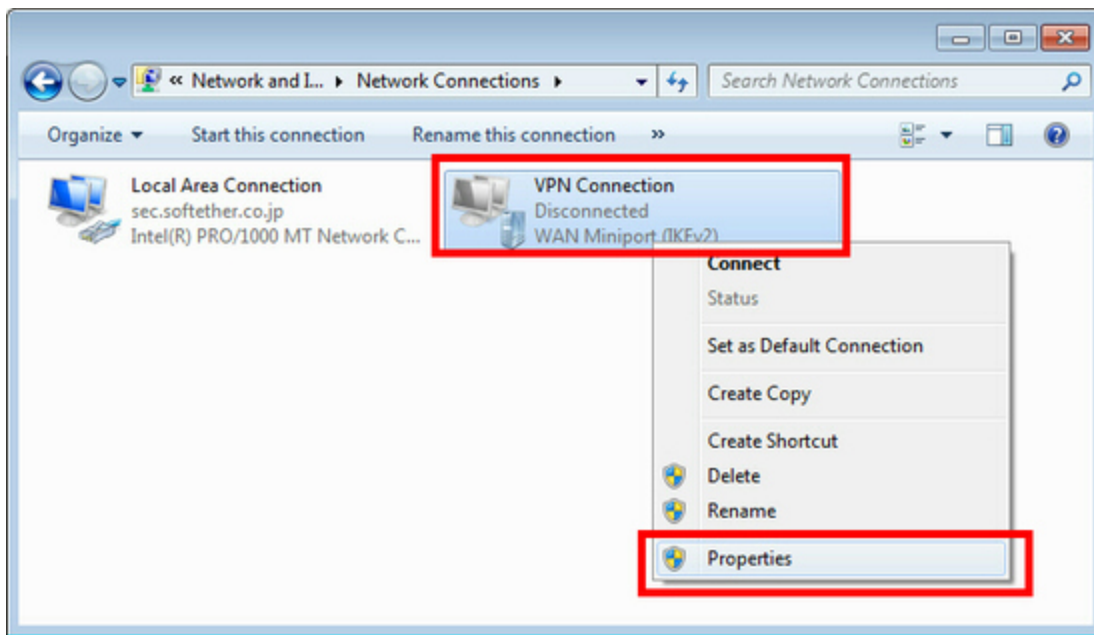 « Network and I... ▸ Network Connections ▸
Search Network Connections
Organize ▾ Start this connection Rename this connection »
Local Area Connection
sec.softether.co.jp
Intel(R) PRO/1000 MT Network C...
VPN Connection
Disconnected
WAN Miniport (IKEv2)
Connect
Status
Set as Default Connection
Create Copy
Create Shortcut
Delete
Rename
Properties